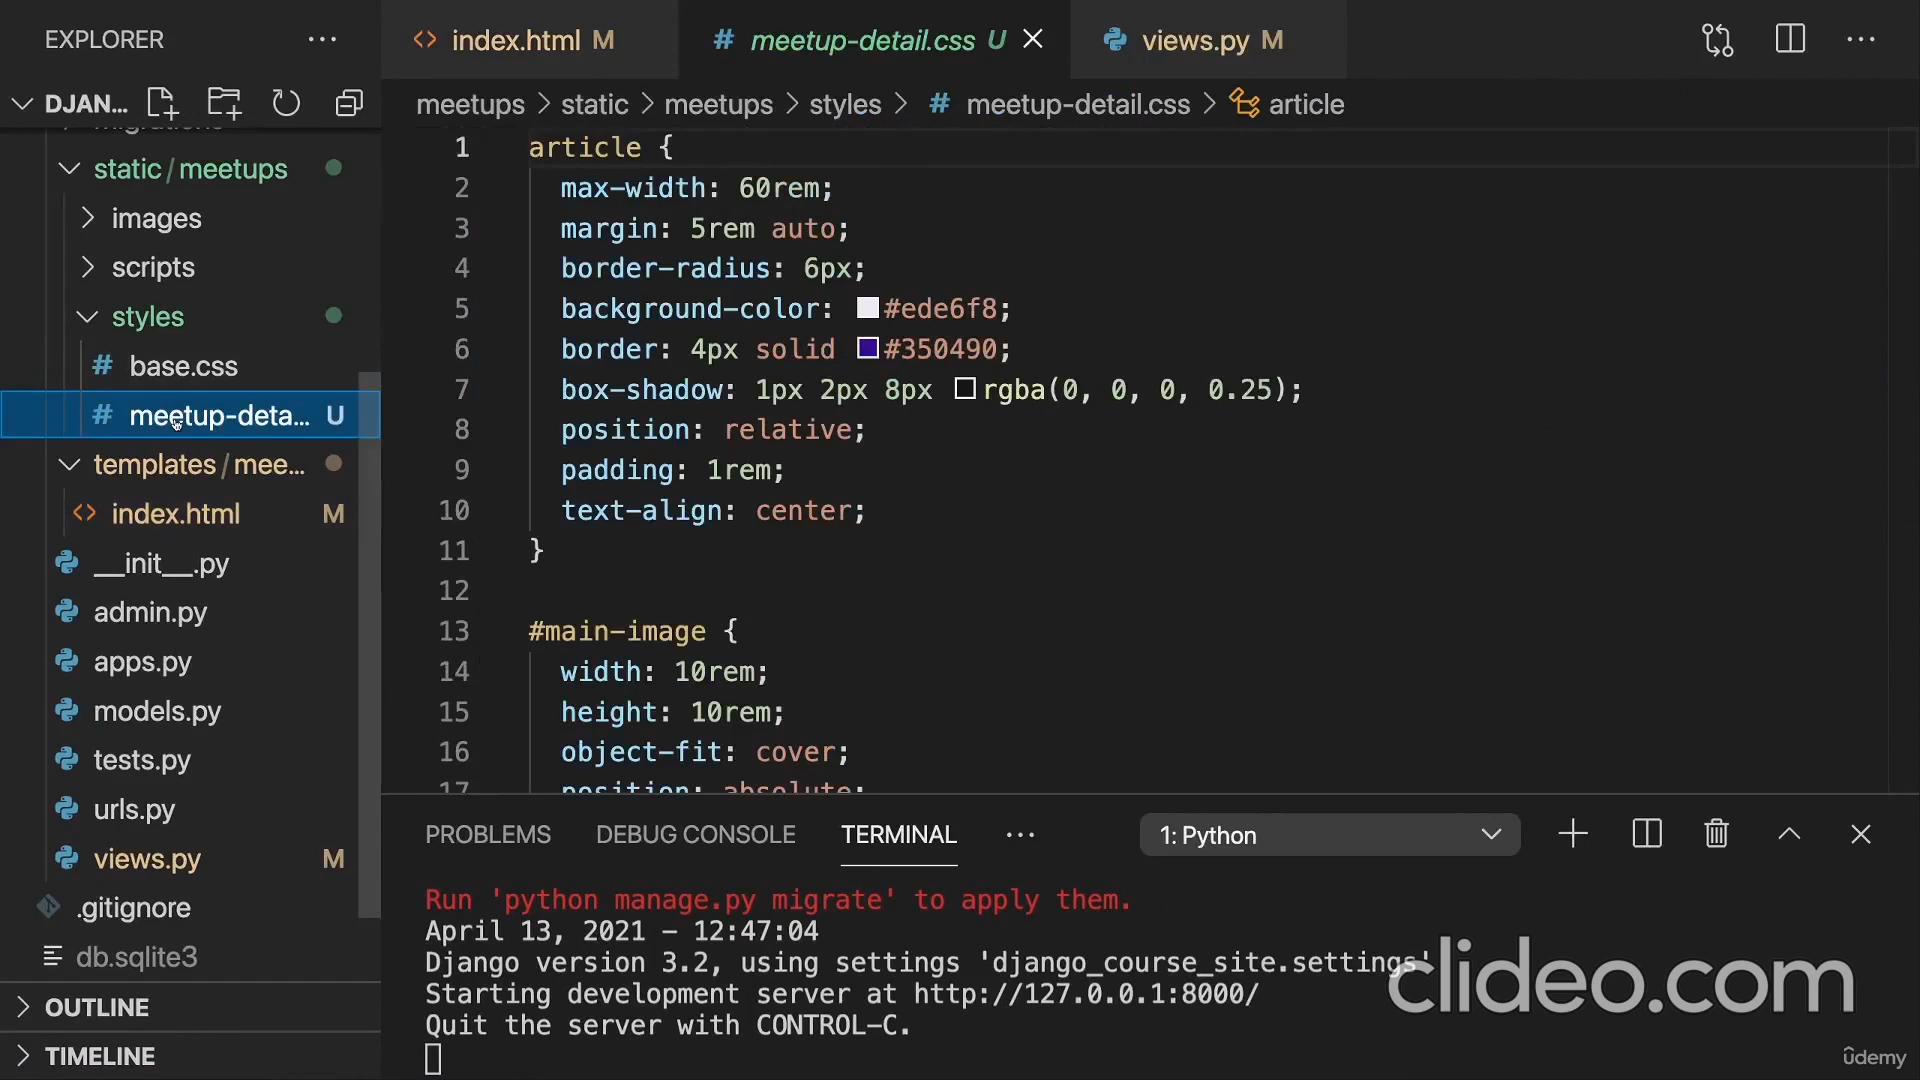 EXPLORER
DJAN...
static/meetups
images
scripts
styles
base.css
meetup-deta... U
templates/mee...
index.html M
__init__.py
admin.py
apps.py
models.py
tests.py
urls.py
views.py M
.gitignore
db.sqlite3
OUTLINE
TIMELINE
index.html M
meetup-detail.css U
views.py M
meetups > static > meetups > styles > # meetup-detail.css > article
1 article {
2 max-width: 60rem;
3 margin: 5rem auto;
4 border-radius: 6px;
5 background-color: #ede6f8;
6 border: 4px solid #350490;
7 box-shadow: 1px 2px 8px rgba(0, 0, 0, 0.25);
8 position: relative;
9 padding: 1rem;
10 text-align: center;
11 }
12
13 #main-image {
14 width: 10rem;
15 height: 10rem;
16 object-fit: cover;
17 position: absolute;
PROBLEMS DEBUG CONSOLE TERMINAL ... 1: Python
Run 'python manage.py migrate' to apply them.
April 13, 2021 - 12:47:04
Django version 3.2, using settings 'django_course_site.settings'
Starting development server at http://127.0.0.1:8000/
Quit the server with CONTROL-C.
clideo.com
ûdemy